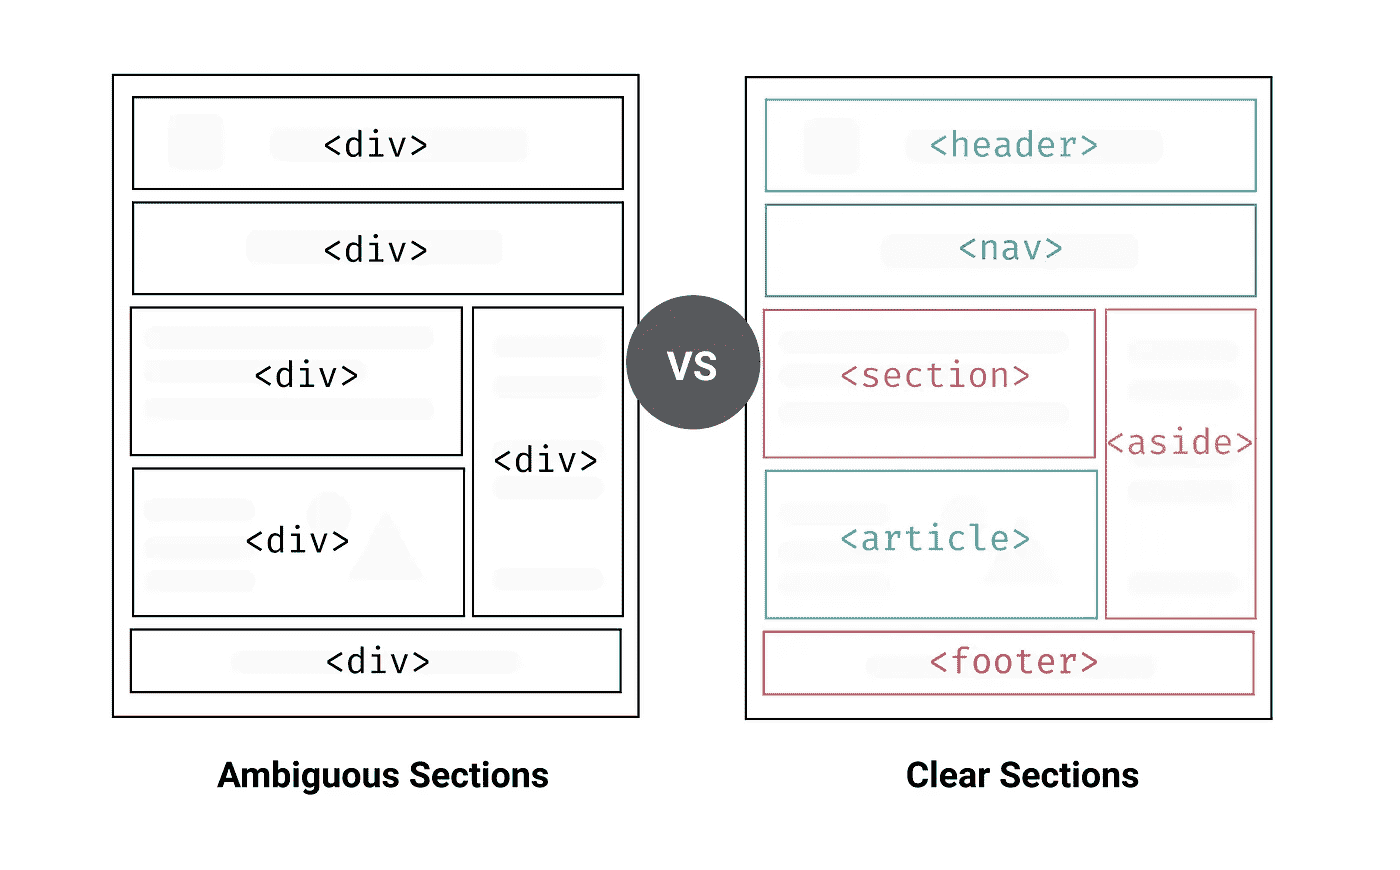 <div>
<div>
<div>
<div>
<div>
<div>
Ambiguous Sections
VS
<header>
<nav>
<section>
<aside>
<article>
<footer>
Clear Sections